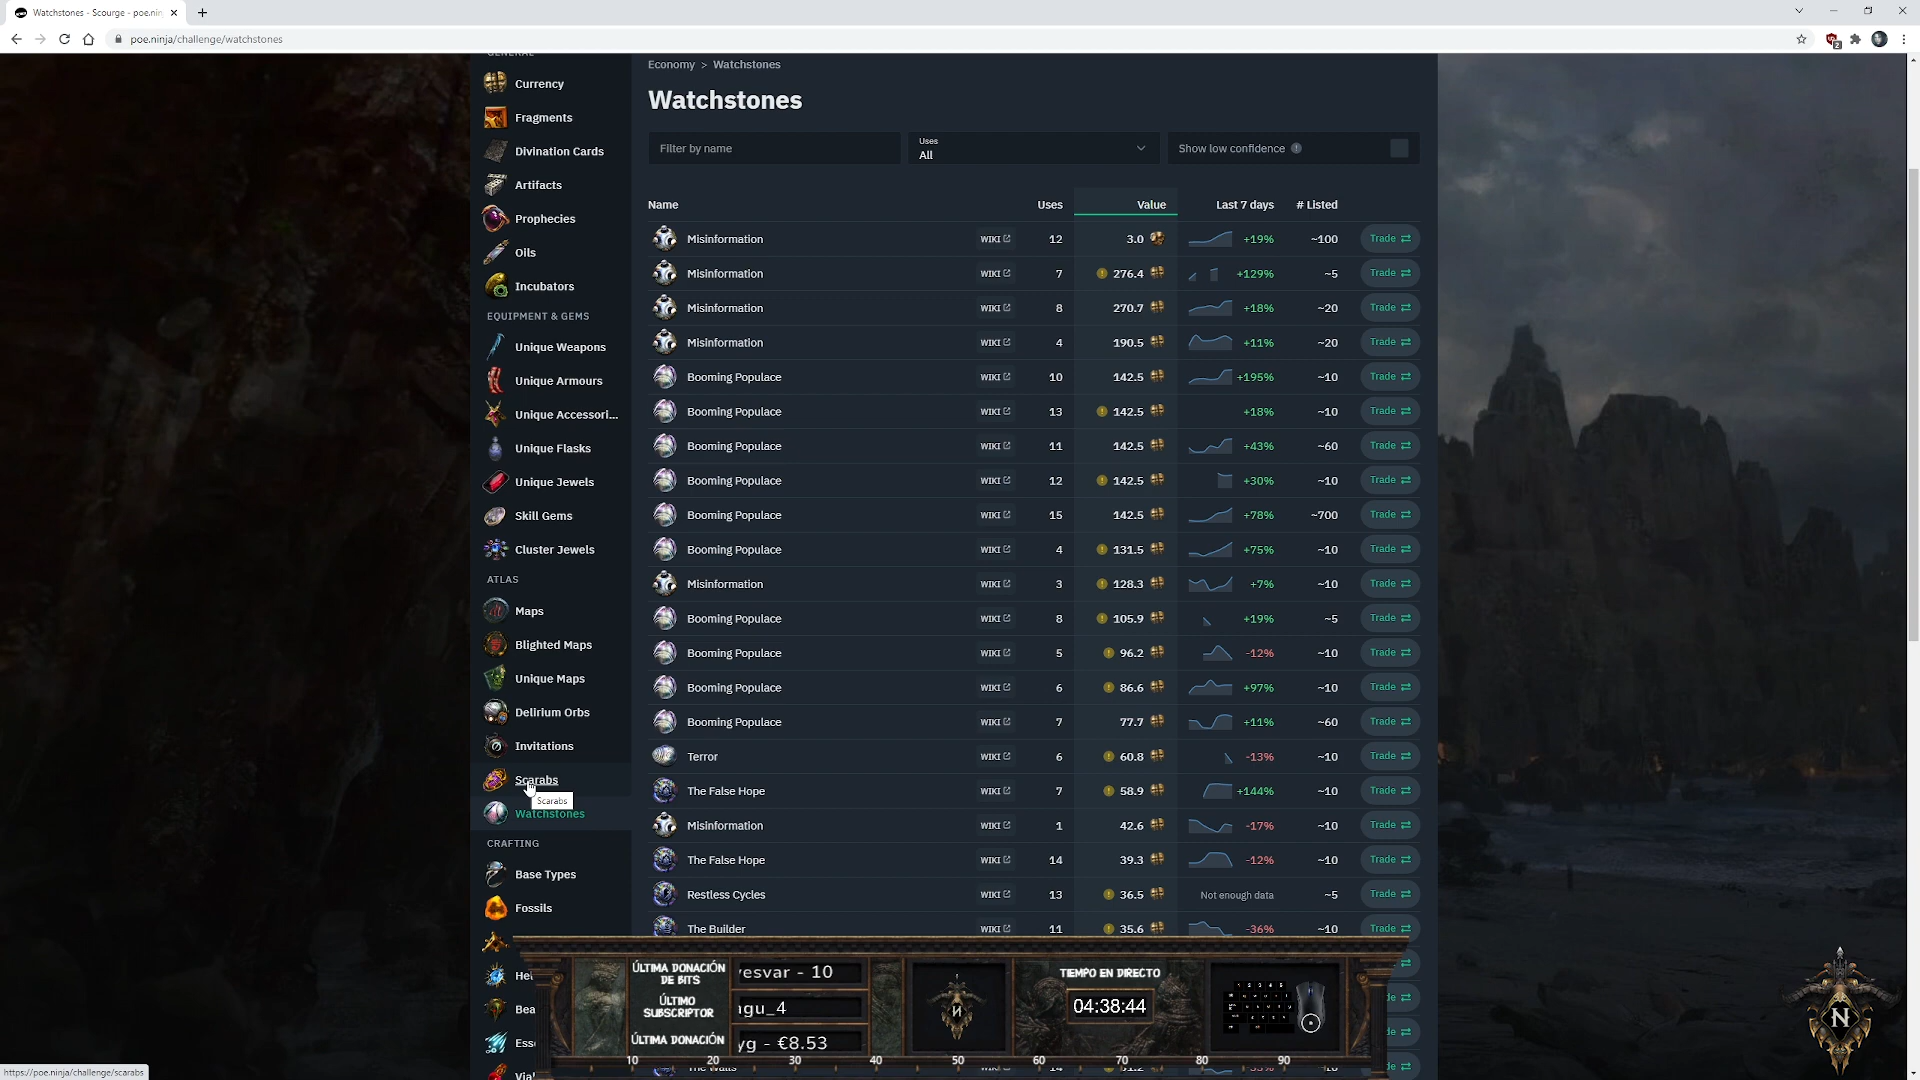 Watchstones - Scourge - poe.nin
poe.ninja/challenge/watchstones
2
GENERAL
Currency
Fragments
Divination Cards
Artifacts
Prophecies
Oils
Incubators
EQUIPMENT & GEMS
Unique Weapons
Unique Armours
Unique Accessori...
Unique Flasks
Unique Jewels
Skill Gems
Cluster Jewels
ATLAS
Maps
Blighted Maps
Unique Maps
Delirium Orbs
Invitations
Scarabs
Scarabs
Watchstones
CRAFTING
Base Types
Fossils
Hel
Bea
Esse
Vial
Economy > Watchstones
Watchstones
Filter by name
Uses
All
Show low confidence
Name Uses Value Last 7 days # Listed
Misinformation WIKI 12 3.0 +19% ~100 Trade
Misinformation WIKI 7 276.4 +129% ~5 Trade
Misinformation WIKI 8 270.7 +18% ~20 Trade
Misinformation WIKI 4 190.5 +11% ~20 Trade
Booming Populace WIKI 10 142.5 +195% ~10 Trade
Booming Populace WIKI 13 142.5 +18% ~10 Trade
Booming Populace WIKI 11 142.5 +43% ~60 Trade
Booming Populace WIKI 12 142.5 +30% ~10 Trade
Booming Populace WIKI 15 142.5 +78% ~700 Trade
Booming Populace WIKI 4 131.5 +75% ~10 Trade
Misinformation WIKI 3 128.3 +7% ~10 Trade
Booming Populace WIKI 8 105.9 +19% ~5 Trade
Booming Populace WIKI 5 96.2 -12% ~10 Trade
Booming Populace WIKI 6 86.6 +97% ~10 Trade
Booming Populace WIKI 7 77.7 +11% ~60 Trade
Terror WIKI 6 60.8 -13% ~10 Trade
The False Hope WIKI 7 58.9 +144% ~10 Trade
Misinformation WIKI 1 42.6 -17% ~10 Trade
The False Hope WIKI 14 39.3 -12% ~10 Trade
Restless Cycles WIKI 13 36.5 Not enough data ~5 Trade
The Builder WIKI 11 35.6 -36% ~10 Trade
ÚLTIMA DONACIÓN
DE BITS
esvar - 10
ÚLTIMO
SUBSCRIPTOR
gu_4
ÚLTIMA DONACIÓN
yg - €8.53
TIEMPO EN DIRECTO
04:38:44
10 20 30 40 50 60 70 80 90
N
https://poe.ninja/challenge/scarabs